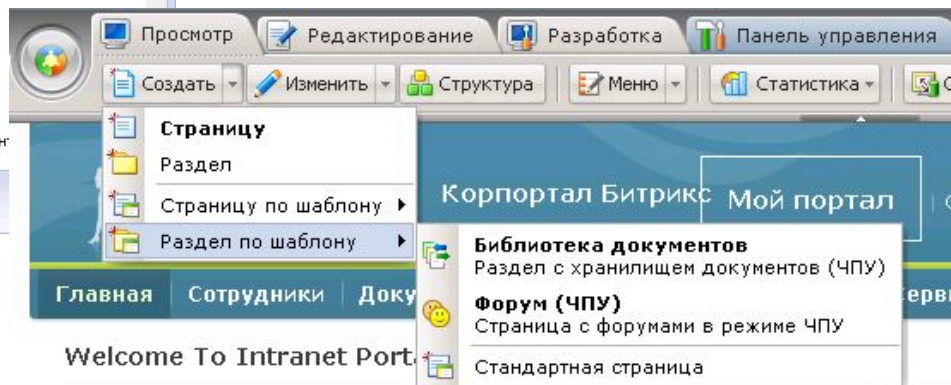 Просмотр Редактирование Разработка Панель управления
Создать Изменить Структура Меню Статистика
Страницу
Раздел
Страницу по шаблону
Раздел по шаблону
Корпортал Битрикс Мой портал
Библиотека документов
Раздел с хранилищем документов (ЧПУ)
Форум (ЧПУ)
Страница с форумами в режиме ЧПУ
Стандартная страница
Главная Сотрудники
Welcome To Intranet